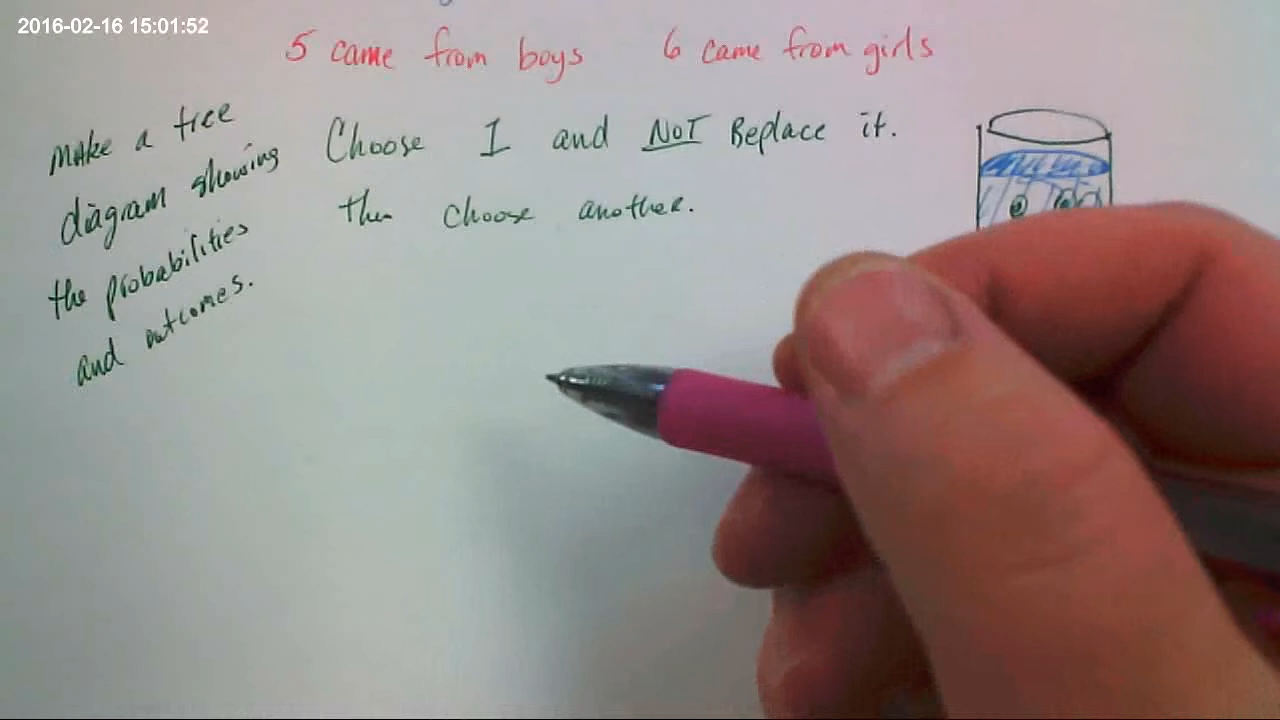 2016-02-16 15:01:52
5 came from boys 6 came from girls
Make a tree
diagram showing
the probabilities
and outcomes.
Choose 1 and NOT Replace it.
then choose another.